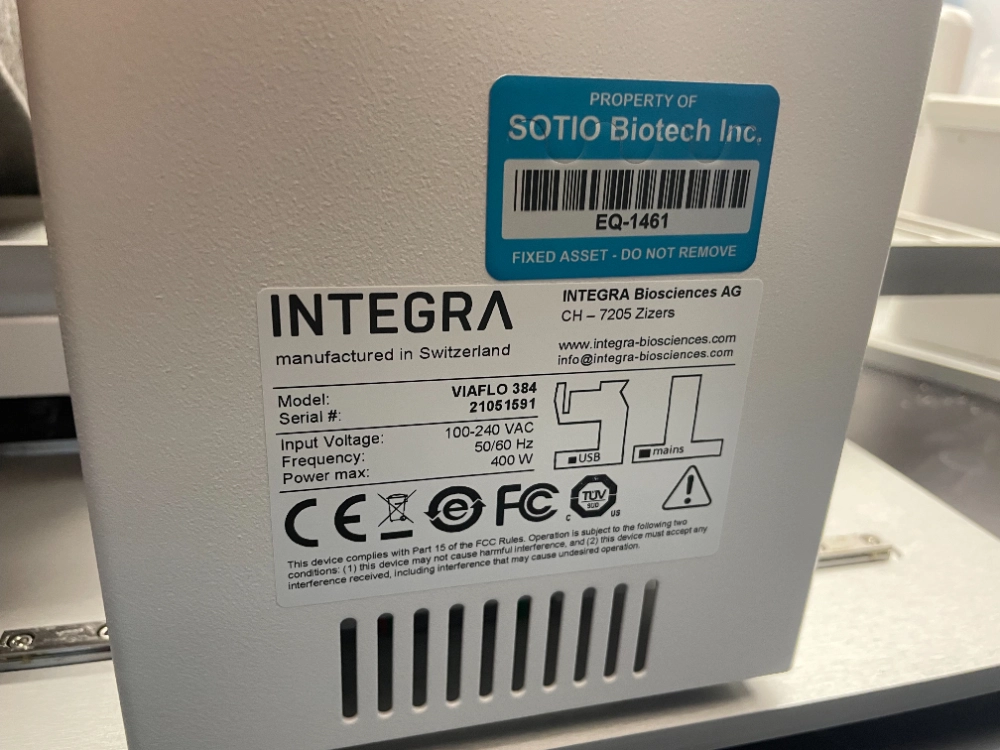 PROPERTY OF
SOTIO Biotech Inc.
EQ-1461
FIXED ASSET - DO NOT REMOVE
INTEGRA
manufactured in Switzerland
INTEGRA Biosciences AG
CH – 7205 Zizers
www.integra-biosciences.com
info@integra-biosciences.com
Model: VIAFLO 384
Serial #: 21051591
Input Voltage: 100-240 VAC
Frequency: 50/60 Hz
Power max: 400 W
USB
mains
CE
e
FC
TÜV
SÜD
C US
This device complies with Part 15 of the FCC Rules. Operation is subject to the following two
conditions: (1) this device may not cause harmful interference, and (2) this device must accept any
interference received, including interference that may cause undesired operation.